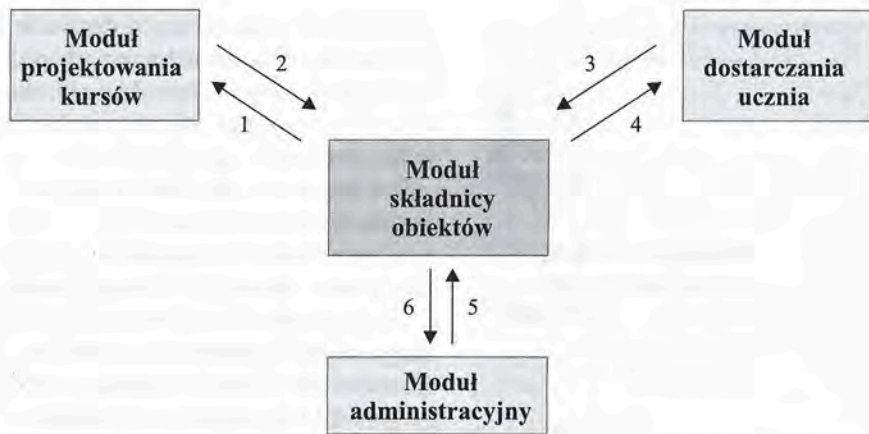 Moduł
projektowania
kursów
2
1
3
4
Moduł
dostarczania
ucznia
Moduł
składnicy
obiektów
6
5
Moduł
administracyjny